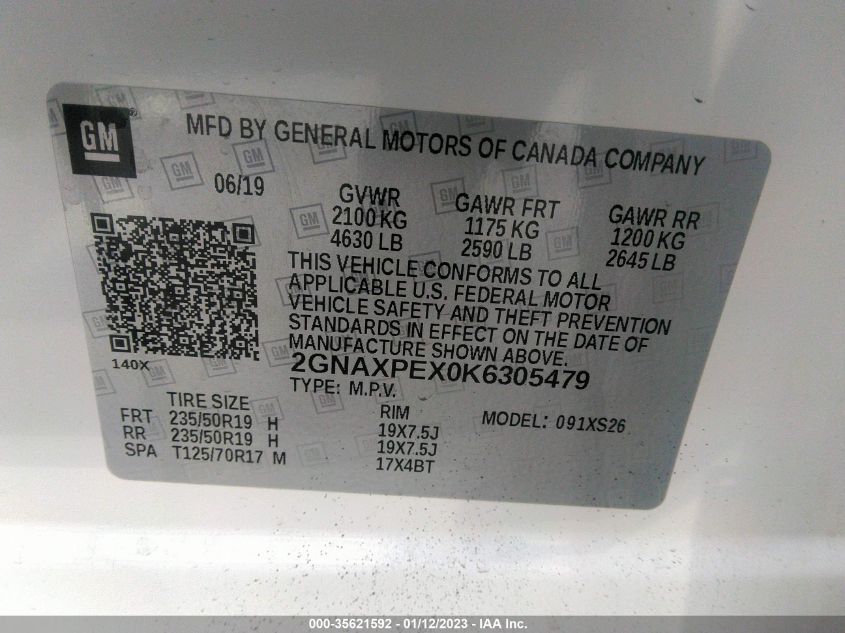 GM
MFD BY GENERAL MOTORS OF CANADA COMPANY
06/19
GVWR
2100 KG
4630 LB
GAWR FRT
1175 KG
2590 LB
GAWR RR
1200 KG
2645 LB
THIS VEHICLE CONFORMS TO ALL
APPLICABLE U.S. FEDERAL MOTOR
VEHICLE SAFETY AND THEFT PREVENTION
STANDARDS IN EFFECT ON THE DATE OF
MANUFACTURE SHOWN ABOVE.
2GNAXPEX0K6305479
TYPE: M.P.V.
140X
TIRE SIZE
FRT 235/50R19 H
RR 235/50R19 H
SPA T125/70R17 M
RIM
19X7.5J
19X7.5J
17X4BT
MODEL: 091XS26
000-35621592 - 01/12/2023 - IAA Inc.